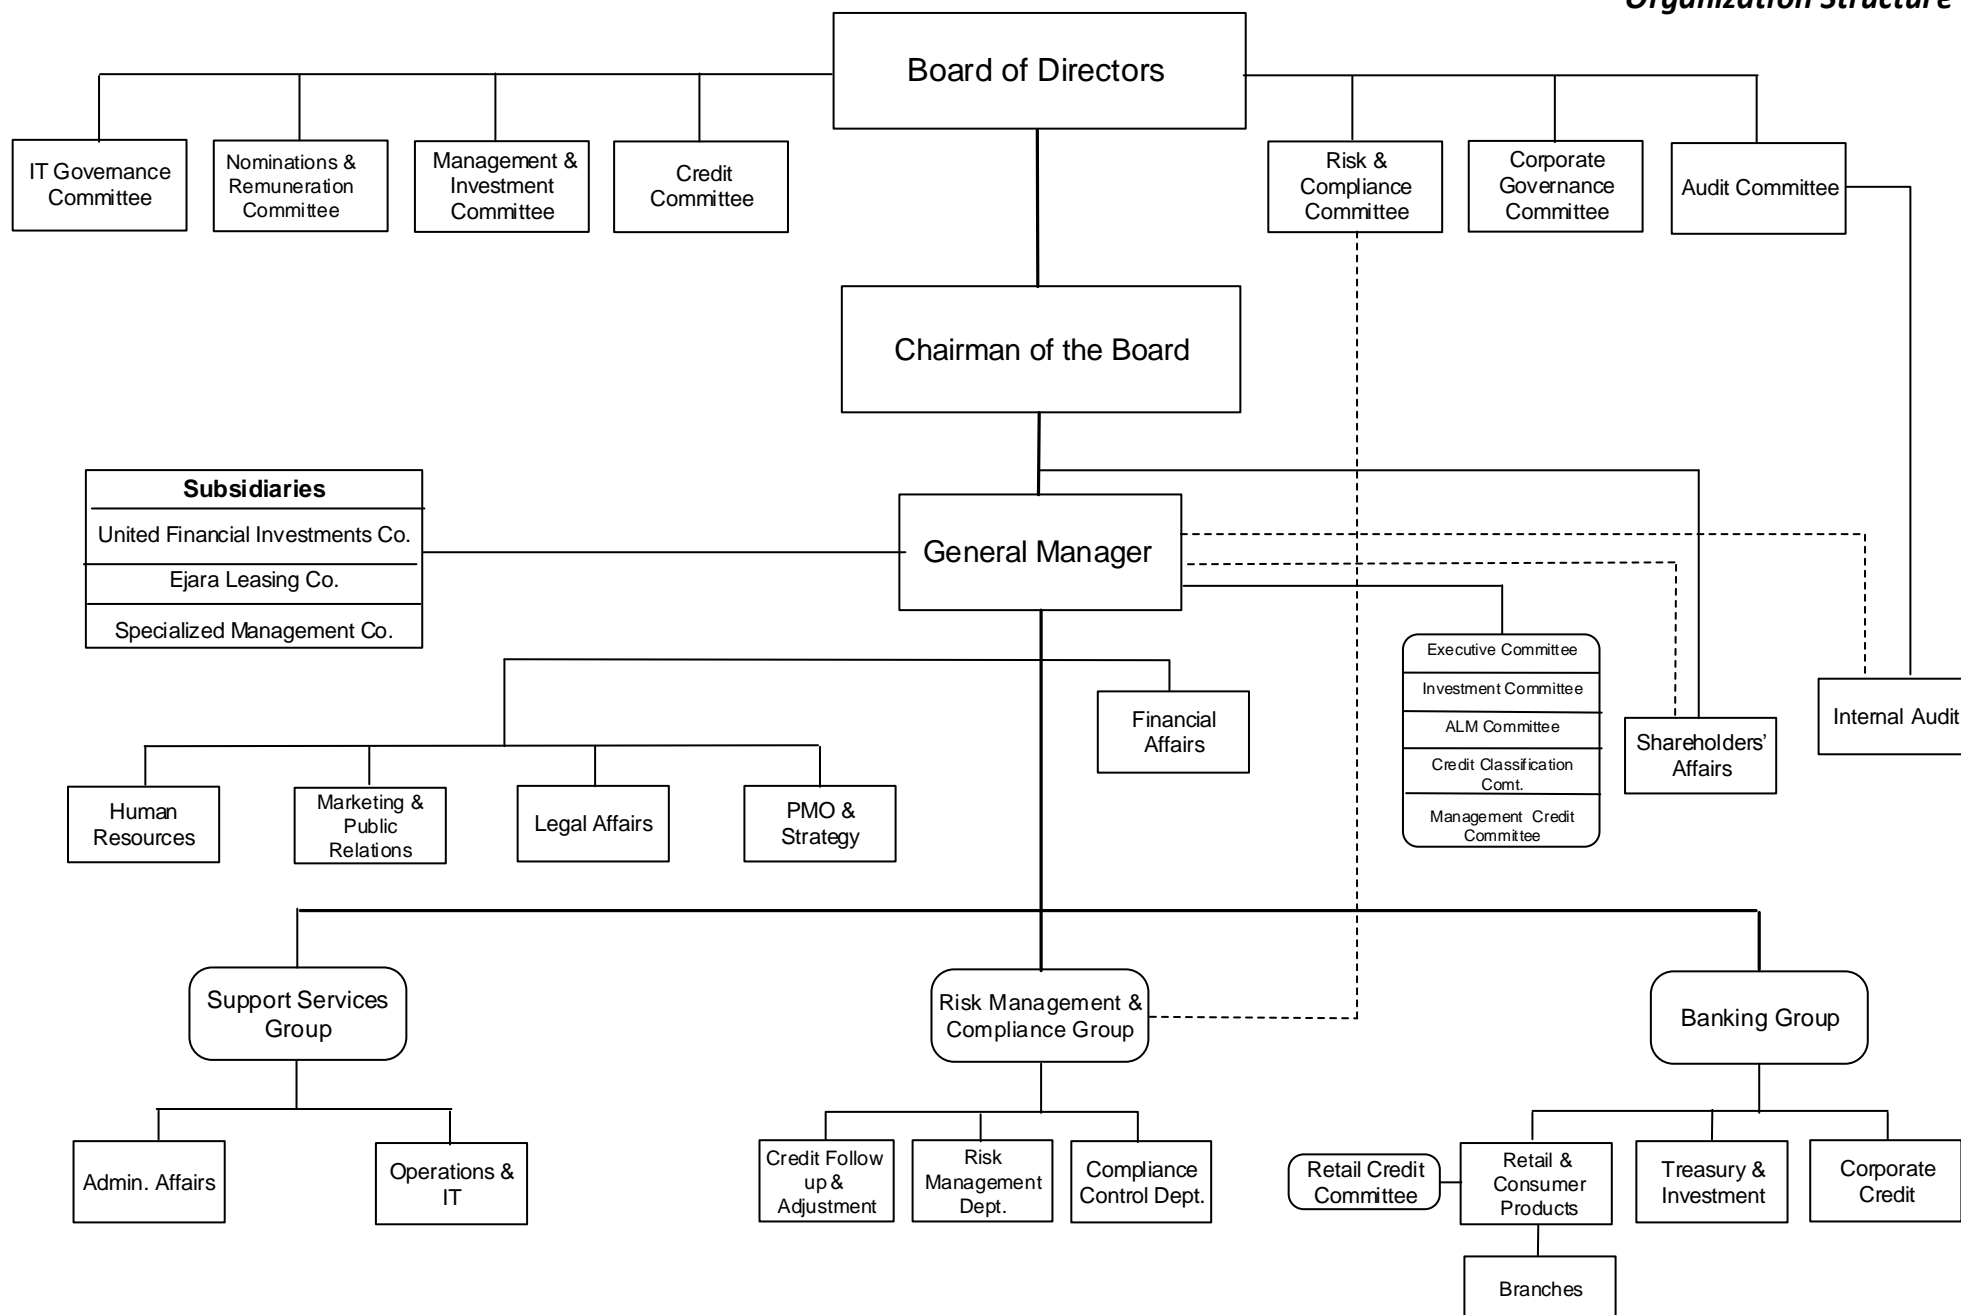 Organization Structure
Board of Directors
IT Governance
Committee
Nominations &
Remuneration
Committee
Management &
Investment
Committee
Credit
Committee
Risk &
Compliance
Committee
Corporate
Governance
Committee
Audit Committee
Chairman of the Board
Subsidiaries
United Financial Investments Co.
Ejara Leasing Co.
Specialized Management Co.
General Manager
Executive Committee
Investment Committee
ALM Committee
Credit Classification
Comt.
Management Credit
Committee
Financial
Affairs
Shareholders’
Affairs
Internal Audit
Human
Resources
Marketing &
Public
Relations
Legal Affairs
PMO &
Strategy
Support Services
Group
Risk Management &
Compliance Group
Banking Group
Admin. Affairs
Operations &
IT
Credit Follow
up &
Adjustment
Risk
Management
Dept.
Compliance
Control Dept.
Retail Credit
Committee
Retail &
Consumer
Products
Treasury &
Investment
Corporate
Credit
Branches